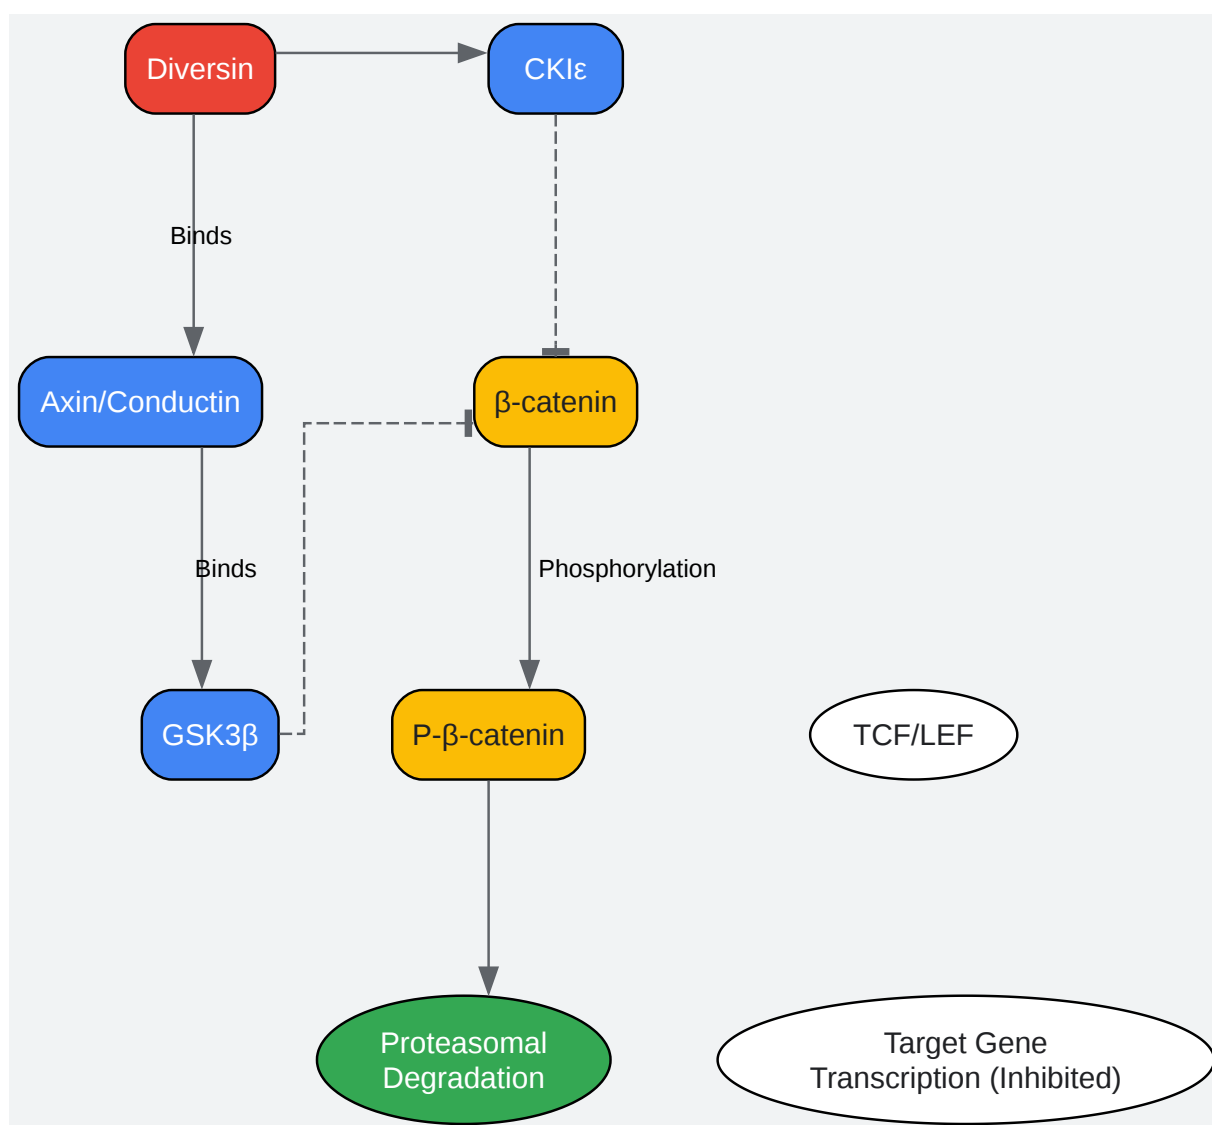 Diversin
CKIε
Binds
Axin/Conductin
β-catenin
Binds
Phosphorylation
GSK3β
P-β-catenin
TCF/LEF
Proteasomal
Degradation
Target Gene
Transcription (Inhibited)